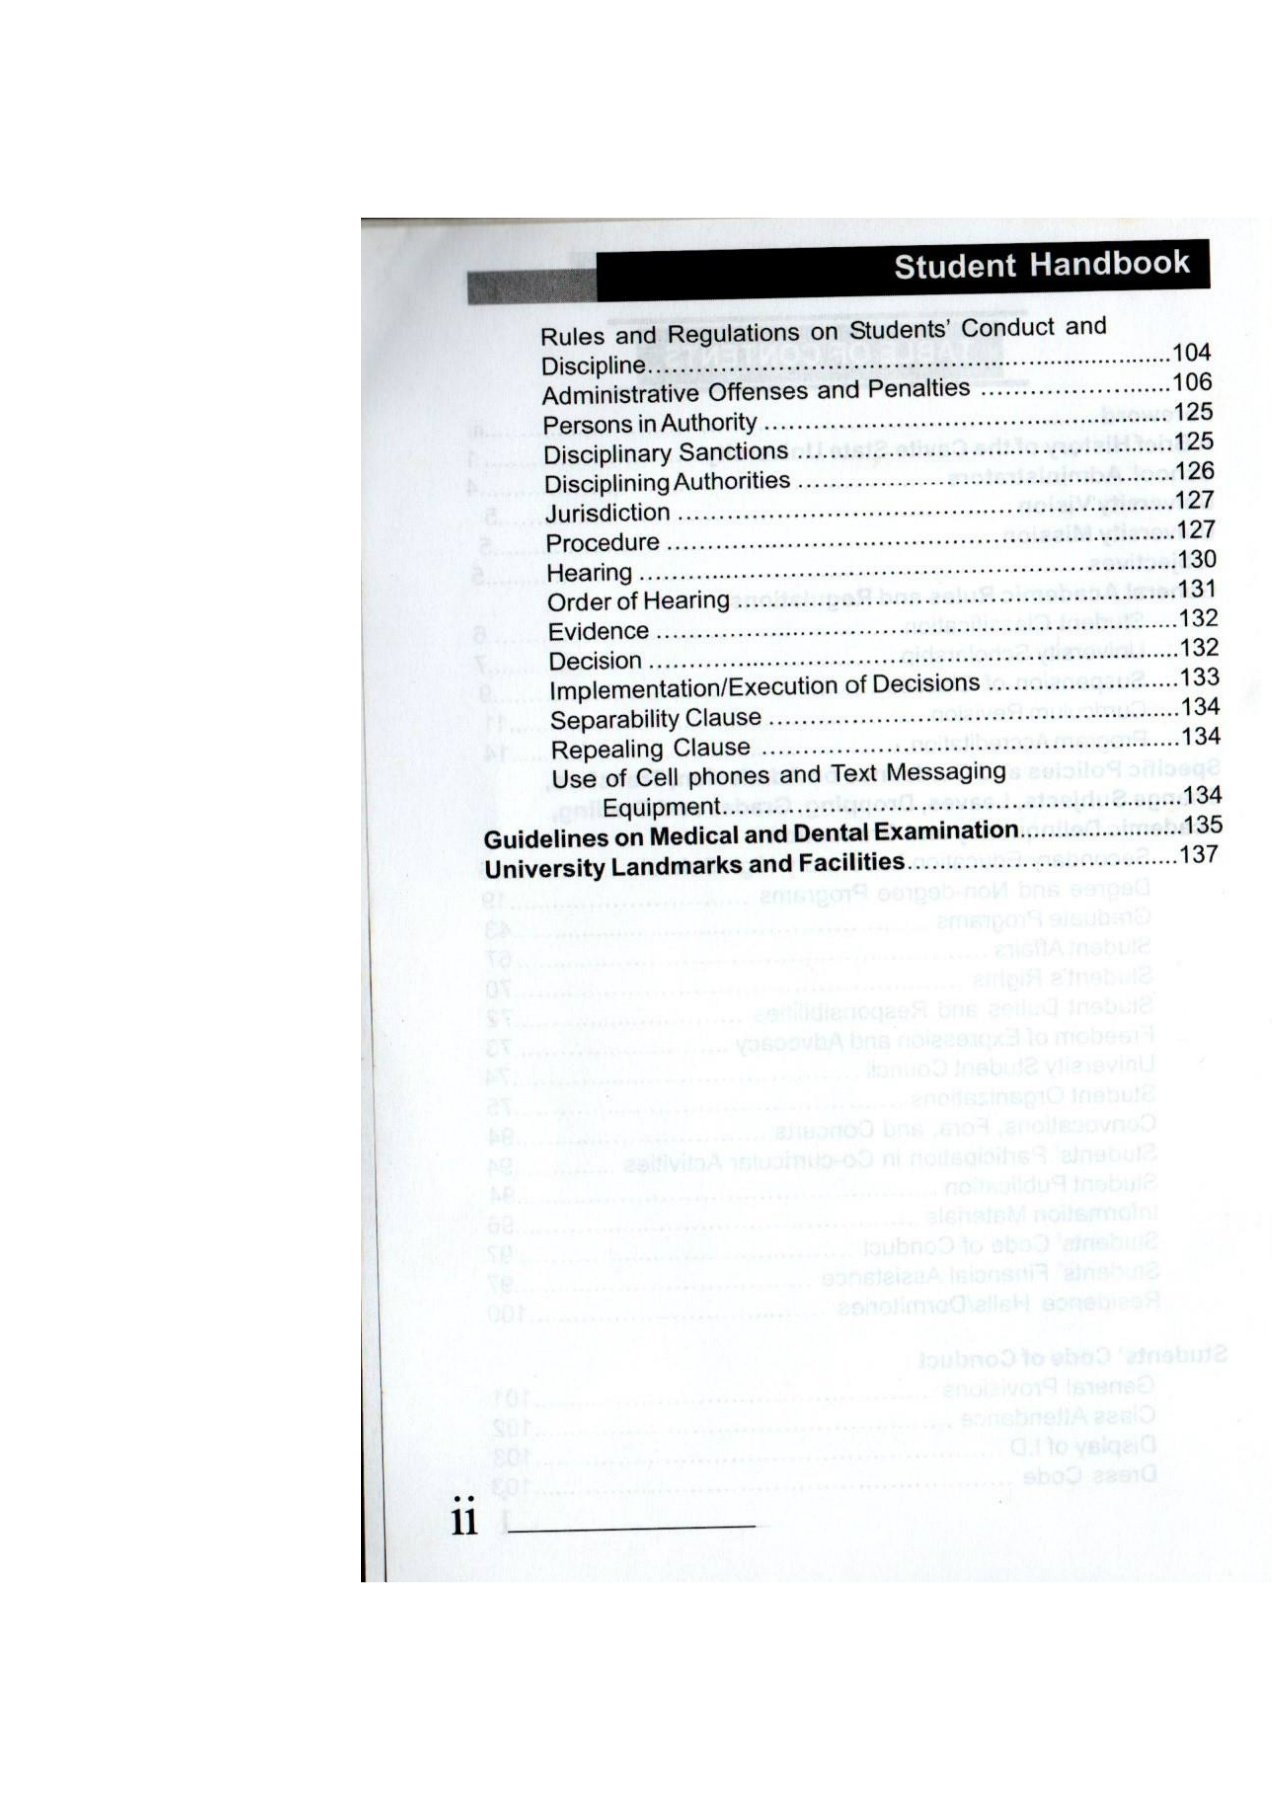 Student Handbook
Rules and Regulations on Students' Conduct and
Discipline..................................................................104
Administrative Offenses and Penalties ........................106
Persons in Authority ..................................................125
Disciplinary Sanctions ..............................................125
Disciplining Authorities ..............................................126
Jurisdiction ............................................................127
Procedure ..............................................................127
Hearing .................................................................130
Order of Hearing ......................................................131
Evidence ...............................................................132
Decision ................................................................132
Implementation/Execution of Decisions .......................133
Separability Clause ..................................................134
Repealing Clause ....................................................134
Use of Cell phones and Text Messaging
Equipment........................................................134
Guidelines on Medical and Dental Examination....................135
University Landmarks and Facilities.................................137
ii